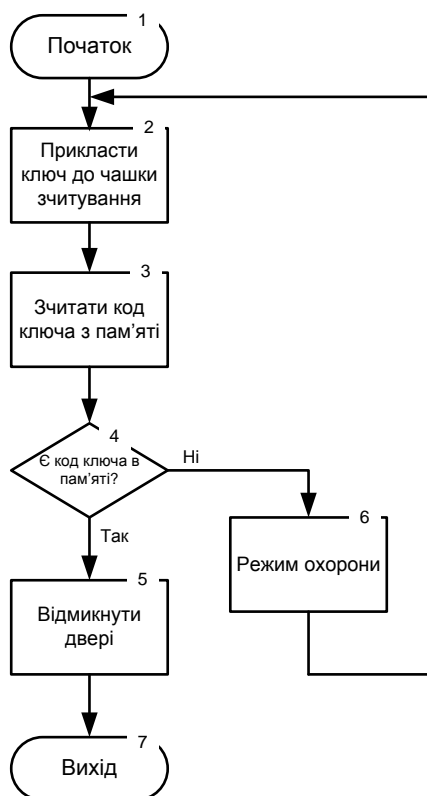 1
Початок
2
Прикласти
ключ до чашки
зчитування
3
Зчитати код
ключа з пам’яті
4
Є код ключа в
пам’яті?
Ні
Так
5
Відмикнути
двері
6
Режим охорони
7
Вихід